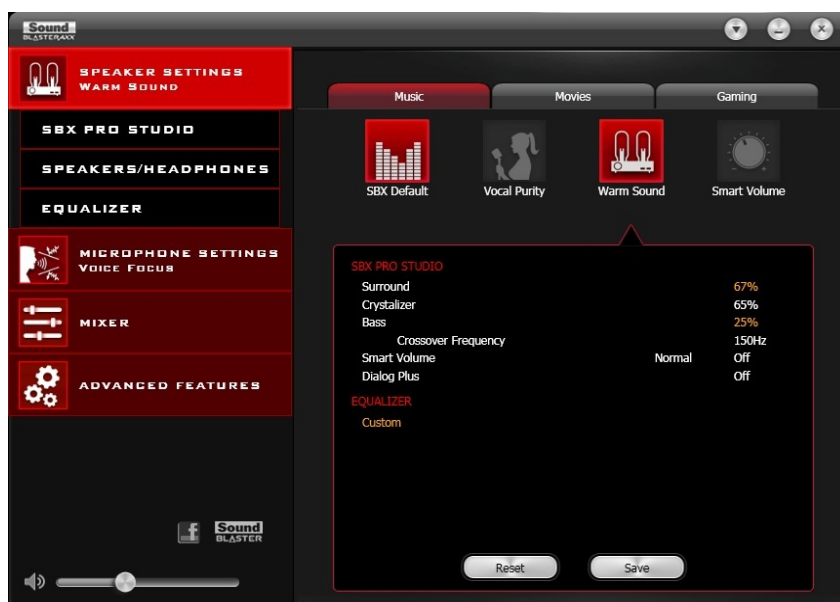 Sound
BLASTERAXX
SPEAKER SETTINGS
WARM SOUND
SBX PRO STUDIO
SPEAKERS/HEADPHONES
EQUALIZER
MICROPHONE SETTINGS
VOICE FOCUS
MIXER
ADVANCED FEATURES
f Sound
BLASTER
Music Movies Gaming
SBX Default Vocal Purity Warm Sound Smart Volume
SBX PRO STUDIO
Surround 67%
Crystalizer 65%
Bass 25%
Crossover Frequency 150Hz
Smart Volume Normal Off
Dialog Plus Off
EQUALIZER
Custom
Reset Save